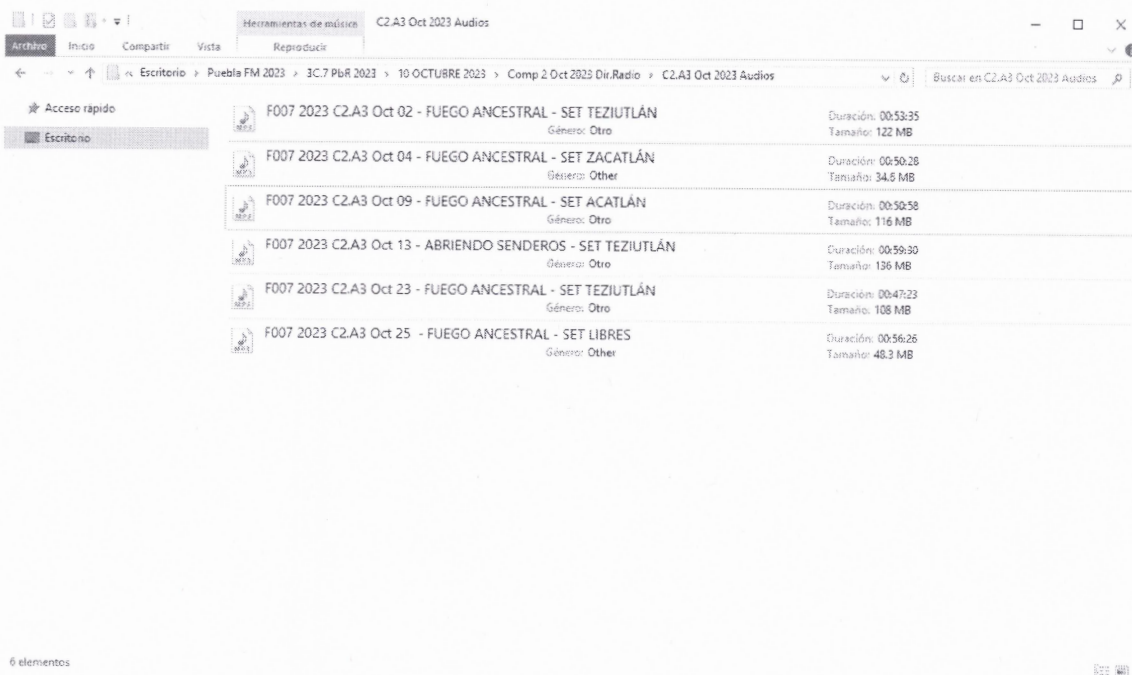 Herramientas de música C2.A3 Oct 2023 Audios
Archivo Inicio Compartir Vista Reproducir
Escritorio > Puebla FM 2023 > 3C.7 PbR 2023 > 10 OCTUBRE 2023 > Comp 2 Oct 2023 Dir.Radio > C2.A3 Oct 2023 Audios Buscar en C2.A3 Oct 2023 Audios
Acceso rápido
Escritorio
F007 2023 C2.A3 Oct 02 - FUEGO ANCESTRAL - SET TEZIUTLÁN Duración: 00:53:35
Género: Otro Tamaño: 122 MB
F007 2023 C2.A3 Oct 04 - FUEGO ANCESTRAL - SET ZACATLÁN Duración: 00:50:28
Género: Other Tamaño: 34.6 MB
F007 2023 C2.A3 Oct 09 - FUEGO ANCESTRAL - SET ACATLÁN Duración: 00:50:58
Género: Otro Tamaño: 116 MB
F007 2023 C2.A3 Oct 13 - ABRIENDO SENDEROS - SET TEZIUTLÁN Duración: 00:59:30
Género: Otro Tamaño: 136 MB
F007 2023 C2.A3 Oct 23 - FUEGO ANCESTRAL - SET TEZIUTLÁN Duración: 00:47:23
Género: Otro Tamaño: 108 MB
F007 2023 C2.A3 Oct 25 - FUEGO ANCESTRAL - SET LIBRES Duración: 00:56:26
Género: Other Tamaño: 48.3 MB
6 elementos